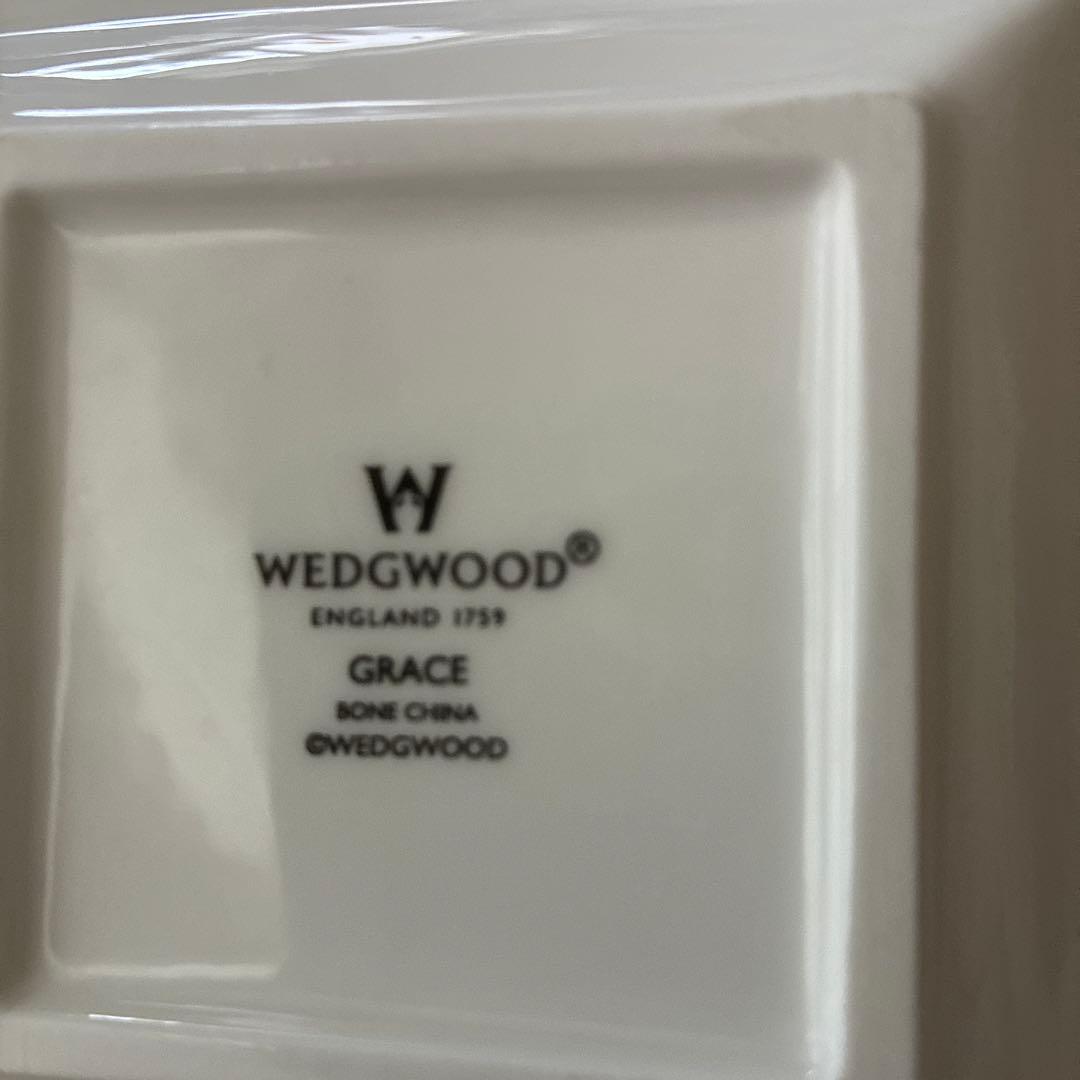 W
WEDGWOOD®
ENGLAND 1759
GRACE
BONE CHINA
©WEDGWOOD